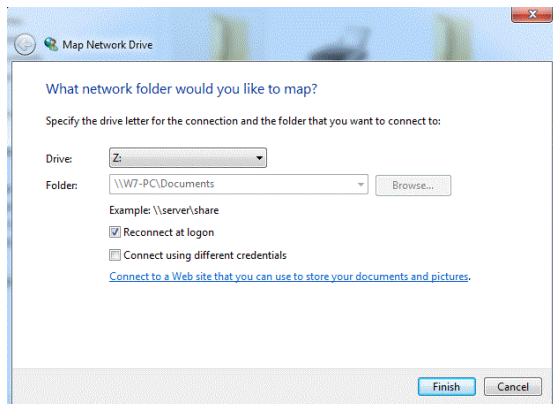 Map Network Drive
What network folder would you like to map?
Specify the drive letter for the connection and the folder that you want to connect to:
Drive: Z:
Folder: \\W7-PC\Documents Browse...
Example: \\server\share
Reconnect at logon
Connect using different credentials
Connect to a Web site that you can use to store your documents and pictures.
Finish Cancel